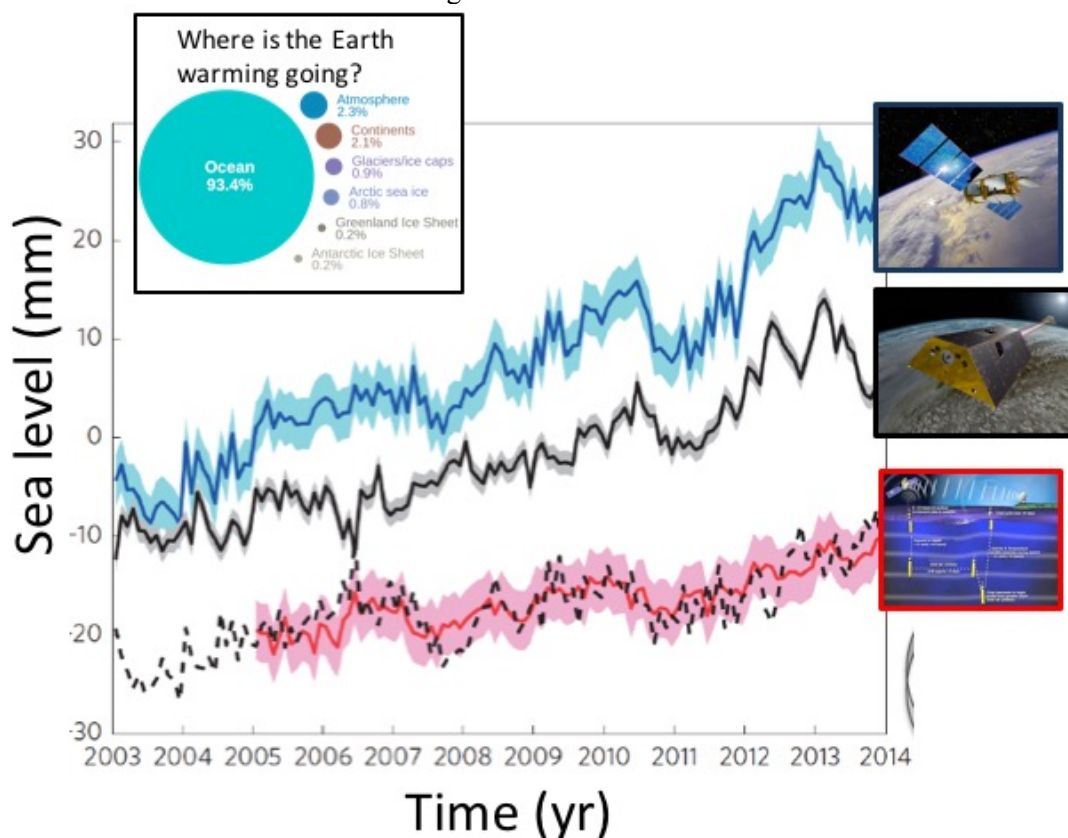 Where is the Earth
warming going?
Atmosphere
2.3%
Continents
2.1%
Ocean
93.4%
Glaciers/ice caps
0.9%
Arctic sea ice
0.8%
Greenland Ice Sheet
0.2%
Antarctic Ice Sheet
0.2%
Sea level (mm)
30
20
10
0
-10
-20
-30
2003 2004 2005 2006 2007 2008 2009 2010 2011 2012 2013 2014
Time (yr)